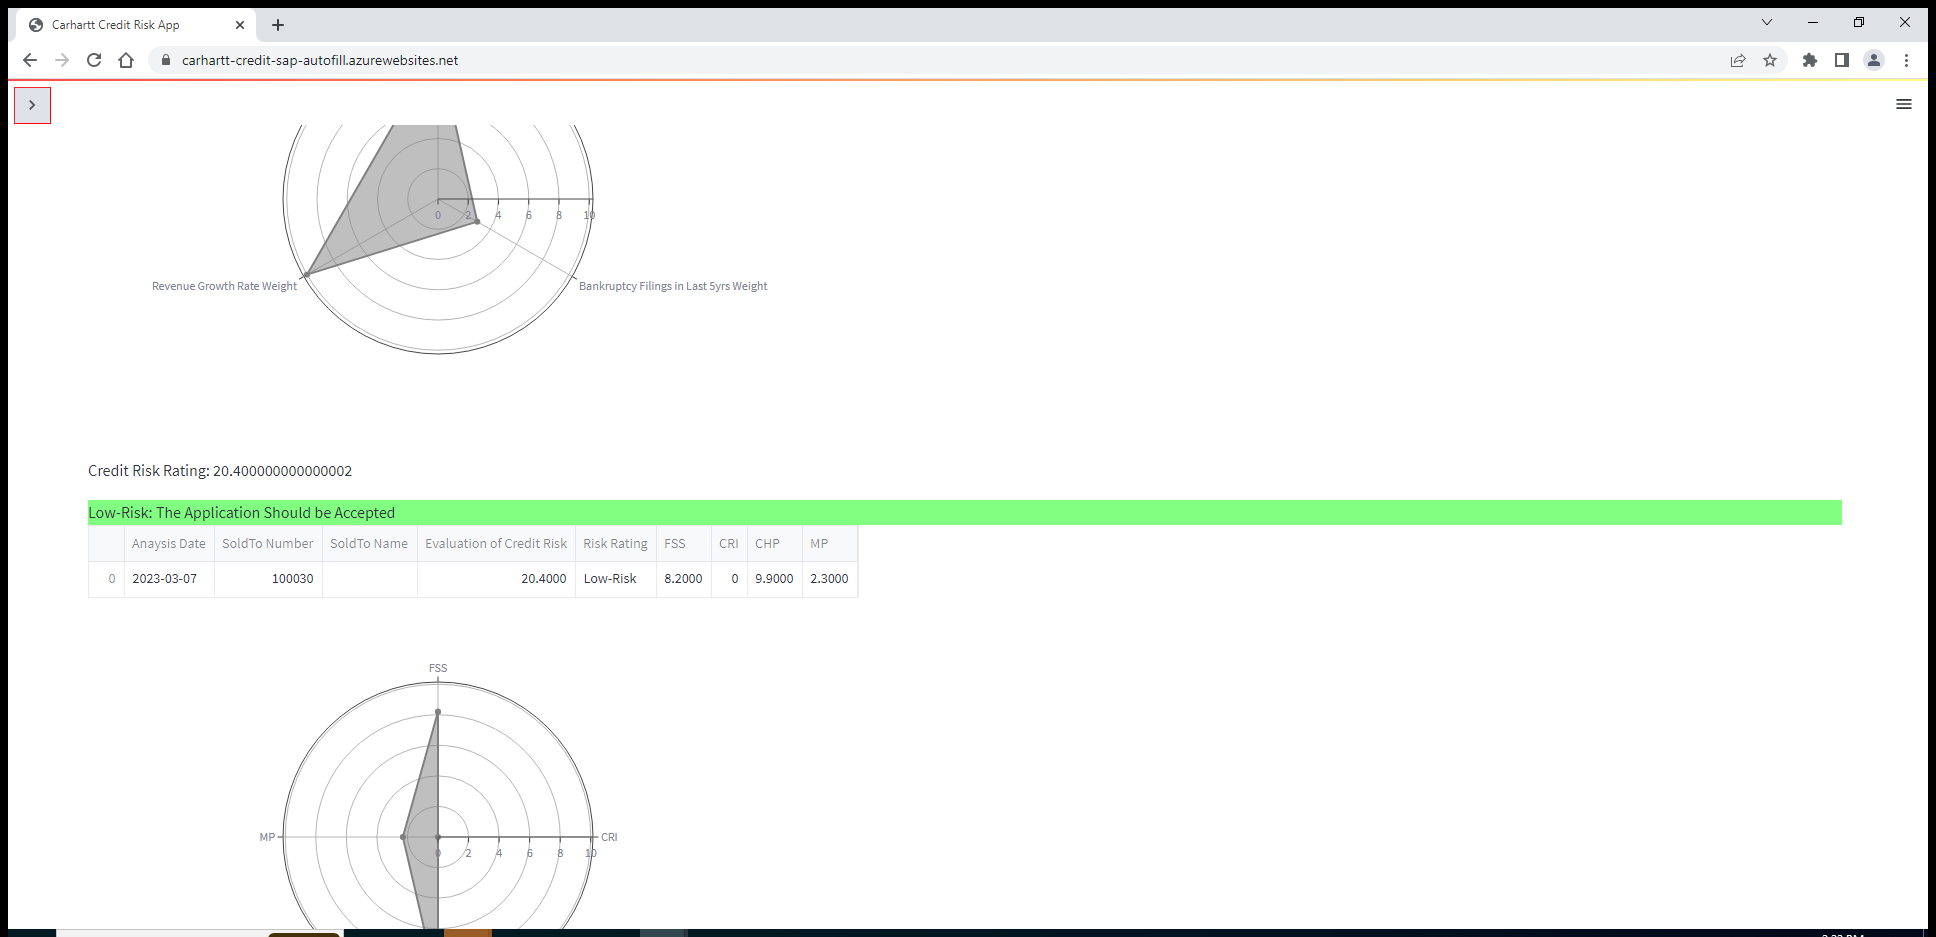 Carhartt Credit Risk App
carhartt-credit-sap-autofill.azurewebsites.net
0 2 4 6 8 10
Revenue Growth Rate Weight
Bankruptcy Filings in Last 5yrs Weight
Credit Risk Rating: 20.400000000000002
Low-Risk: The Application Should be Accepted
Anaysis Date SoldTo Number SoldTo Name Evaluation of Credit Risk Risk Rating FSS CRI CHP MP
0 2023-03-07 100030 20.4000 Low-Risk 8.2000 0 9.9000 2.3000
FSS
MP CRI
0 2 4 6 8 10